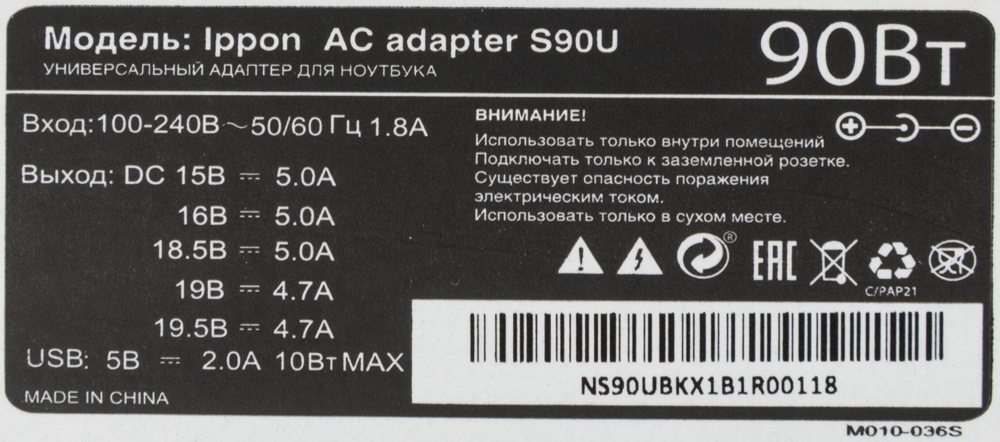 Модель: Ippon AC adapter S90U
90Вт
УНИВЕРСАЛЬНЫЙ АДАПТЕР ДЛЯ НОУТБУКА
Вход:100-240В ~50/60 Гц 1.8А
Выход: DC 15В ⎓ 5.0А
16В ⎓ 5.0А
18.5В ⎓ 5.0А
19В ⎓ 4.7А
19.5В ⎓ 4.7А
USB: 5В ⎓ 2.0А 10Вт MAX
MADE IN CHINA
ВНИМАНИЕ!
Использовать только внутри помещений
Подключать только к заземленной розетке.
Существует опасность поражения
электрическим током.
Использовать только в сухом месте.
®
EAC
C/PAP21
NS90UBKX1B1R00118
M010-036S